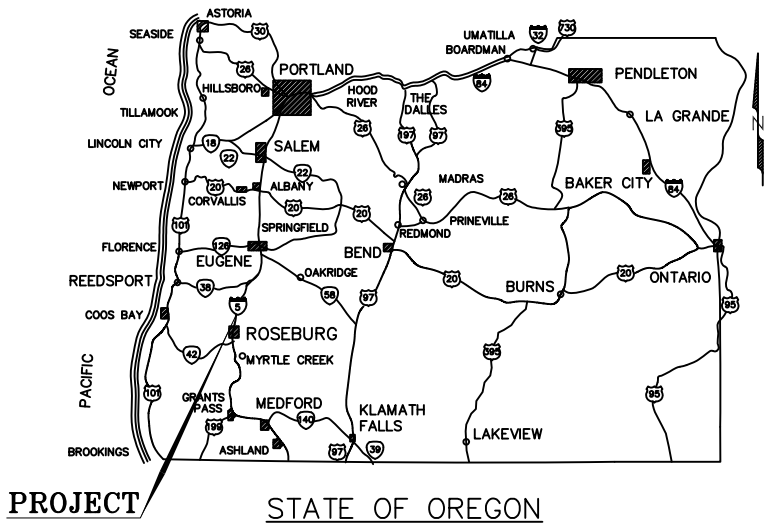 ASTORIA
SEASIDE
30
UMATILLA
32
730
BOARDMAN
OCEAN
26
PORTLAND
HILLSBORO
HOOD
RIVER
THE
DALLES
84
PENDLETON
TILLAMOOK
LA GRANDE
N
LINCOLN CITY
18
22
SALEM
26
197
97
395
NEWPORT
20
CORVALLIS
ALBANY
22
MADRAS
26
26
BAKER CITY
84
20
20
SPRINGFIELD
PRINEVILLE
REDMOND
101
FLORENCE
126
EUGENE
BEND
REEDSPORT
38
OAKRIDGE
58
97
20
BURNS
20
ONTARIO
95
COOS BAY
5
ROSEBURG
42
MYRTLE CREEK
395
PACIFIC
101
GRANTS
PASS
MEDFORD
140
KLAMATH
FALLS
95
199
ASHLAND
97
39
LAKEVIEW
BROOKINGS
PROJECT
STATE OF OREGON